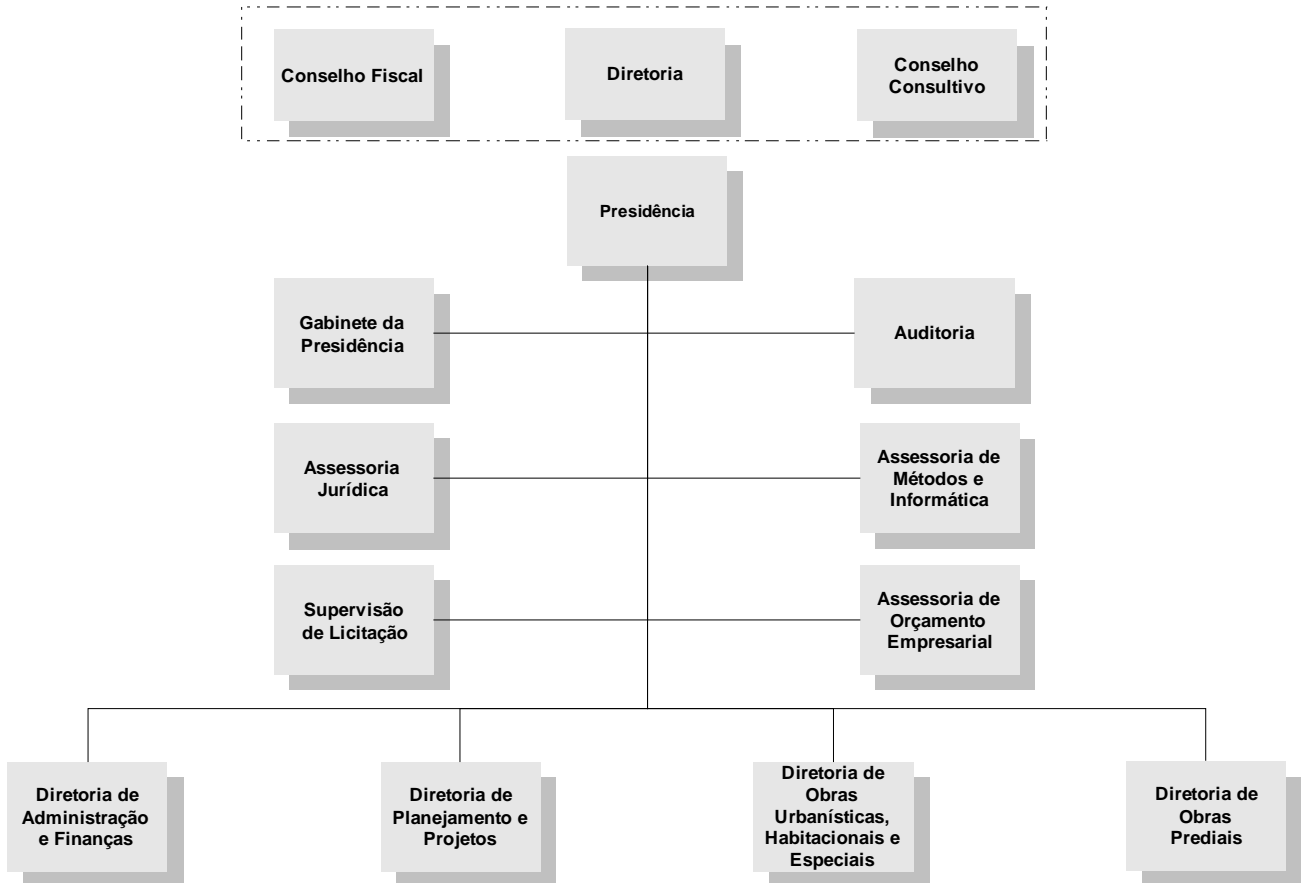 Conselho Fiscal
Diretoria
Conselho
Consultivo
Presidência
Gabinete da
Presidência
Auditoria
Assessoria
Jurídica
Assessoria de
Métodos e
Informática
Supervisão
de Licitação
Assessoria de
Orçamento
Empresarial
Diretoria de
Administração
e Finanças
Diretoria de
Planejamento e
Projetos
Diretoria de
Obras
Urbanísticas,
Habitacionais e
Especiais
Diretoria de
Obras
Prediais